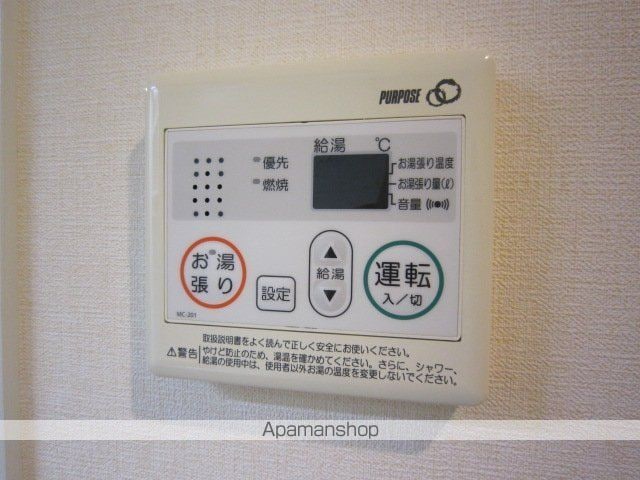 PURPOSE
給湯 ℃
優先
燃焼
お湯張り温度
お湯張り量(ℓ)
音量
お湯張り
設定
給湯
運転
入/切
MC-201
取扱説明書をよく読んで正しく安全にお使いください。
警告 やけど防止のため、湯温を確かめてください。さらに、シャワー、
給湯の使用中は、使用者以外お湯の温度を変更しないでください。
Apamanshop